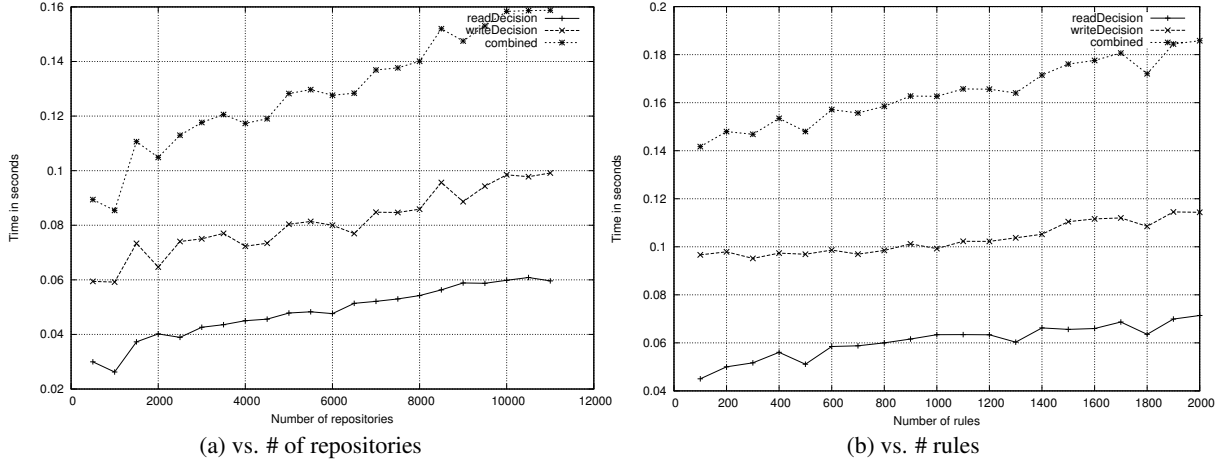 0.16
0.14
0.12
0.1
0.08
0.06
0.04
0.02
Time in seconds
0 2000 4000 6000 8000 10000 12000
Number of repositories
readDecision
writeDecision
combined
(a) vs. # of repositories
0.2
0.18
0.16
0.14
0.12
0.1
0.08
0.06
0.04
Time in seconds
0 200 400 600 800 1000 1200 1400 1600 1800 2000
Number of rules
readDecision
writeDecision
combined
(b) vs. # rules